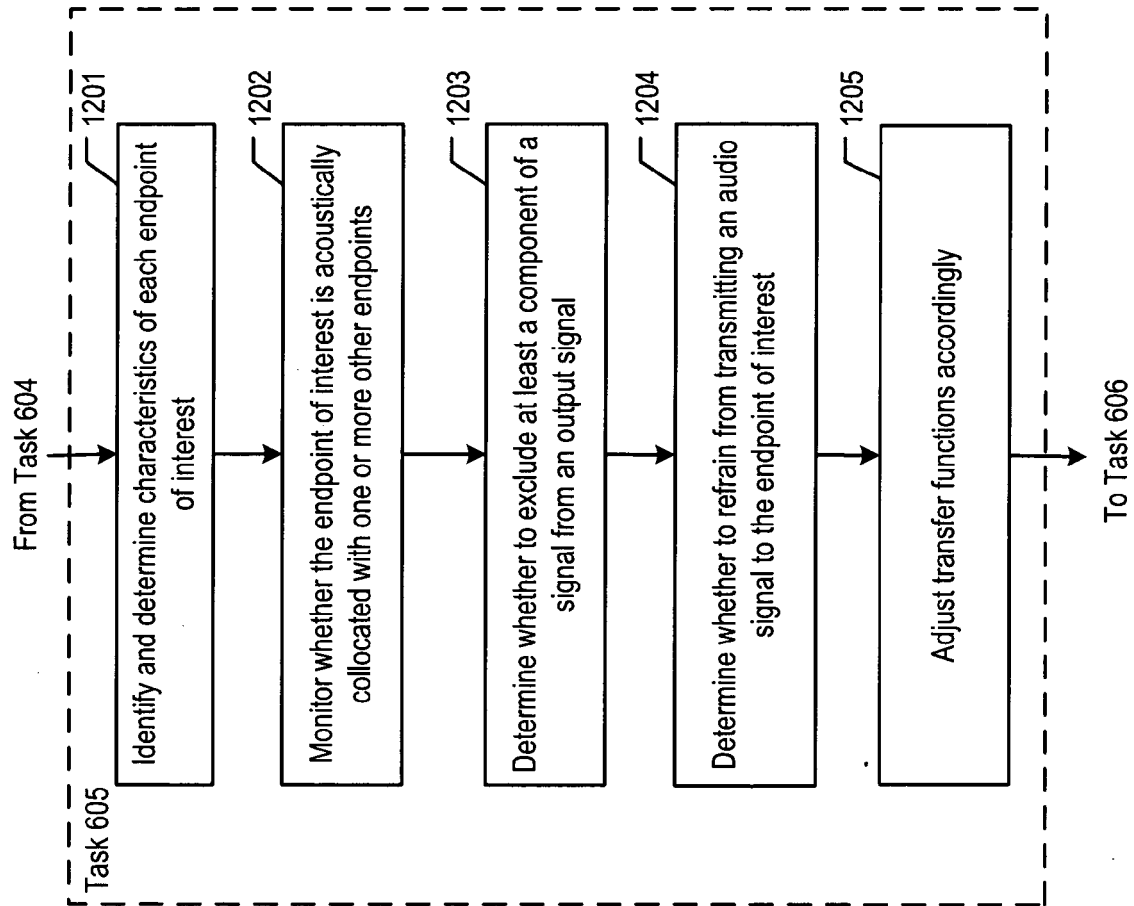 From Task 604
Task 605
1201
Identify and determine characteristics of each endpoint
of interest
1202
Monitor whether the endpoint of interest is acoustically
collocated with one or more other endpoints
1203
Determine whether to exclude at least a component of a
signal from an output signal
1204
Determine whether to refrain from transmitting an audio
signal to the endpoint of interest
1205
Adjust transfer functions accordingly
To Task 606